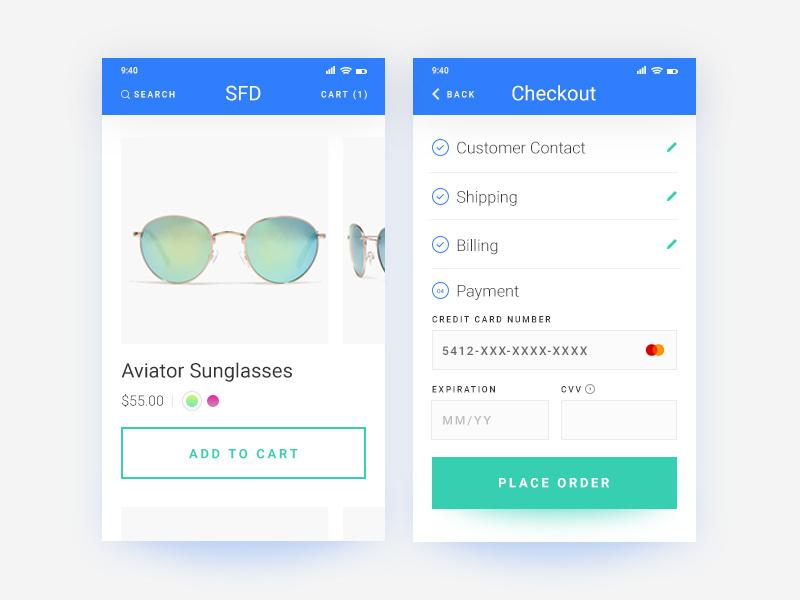 9:40
SEARCH
SFD
CART (1)
Aviator Sunglasses
$55.00
ADD TO CART
9:40
BACK
Checkout
Customer Contact
Shipping
Billing
04
Payment
CREDIT CARD NUMBER
5412-XXX-XXXX-XXXX
EXPIRATION
CVV
MM/YY
PLACE ORDER